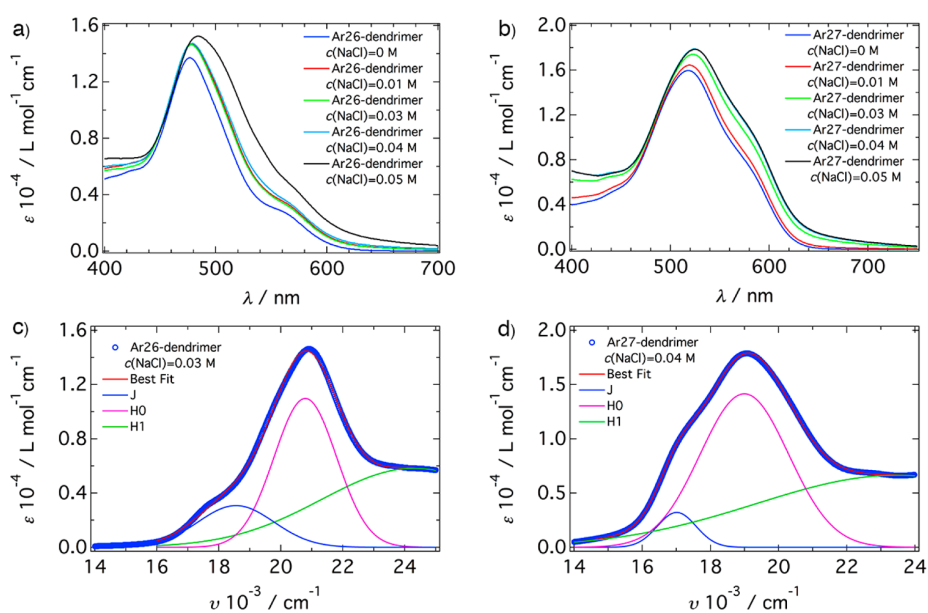 a)
1.6
1.2
0.8
0.4
0.0
ε 10⁻⁴ / L mol⁻¹ cm⁻¹
400
500
600
700
λ / nm
Ar26-dendrimer
c(NaCl)=0 M
Ar26-dendrimer
c(NaCl)=0.01 M
Ar26-dendrimer
c(NaCl)=0.03 M
Ar26-dendrimer
c(NaCl)=0.04 M
Ar26-dendrimer
c(NaCl)=0.05 M
b)
2.0
1.6
1.2
0.8
0.4
0.0
ε 10⁻⁴ / L mol⁻¹ cm⁻¹
400
500
600
700
λ / nm
Ar27-dendrimer
c(NaCl)=0 M
Ar27-dendrimer
c(NaCl)=0.01 M
Ar27-dendrimer
c(NaCl)=0.03 M
Ar27-dendrimer
c(NaCl)=0.04 M
Ar27-dendrimer
c(NaCl)=0.05 M
c)
1.6
1.2
0.8
0.4
0.0
ε 10⁻⁴ / L mol⁻¹ cm⁻¹
14
16
18
20
22
24
υ 10⁻³ / cm⁻¹
Ar26-dendrimer
c(NaCl)=0.03 M
Best Fit
J
H0
H1
d)
2.0
1.5
1.0
0.5
0.0
ε 10⁻⁴ / L mol⁻¹ cm⁻¹
14
16
18
20
22
24
υ 10⁻³ / cm⁻¹
Ar27-dendrimer
c(NaCl)=0.04 M
Best Fit
J
H0
H1